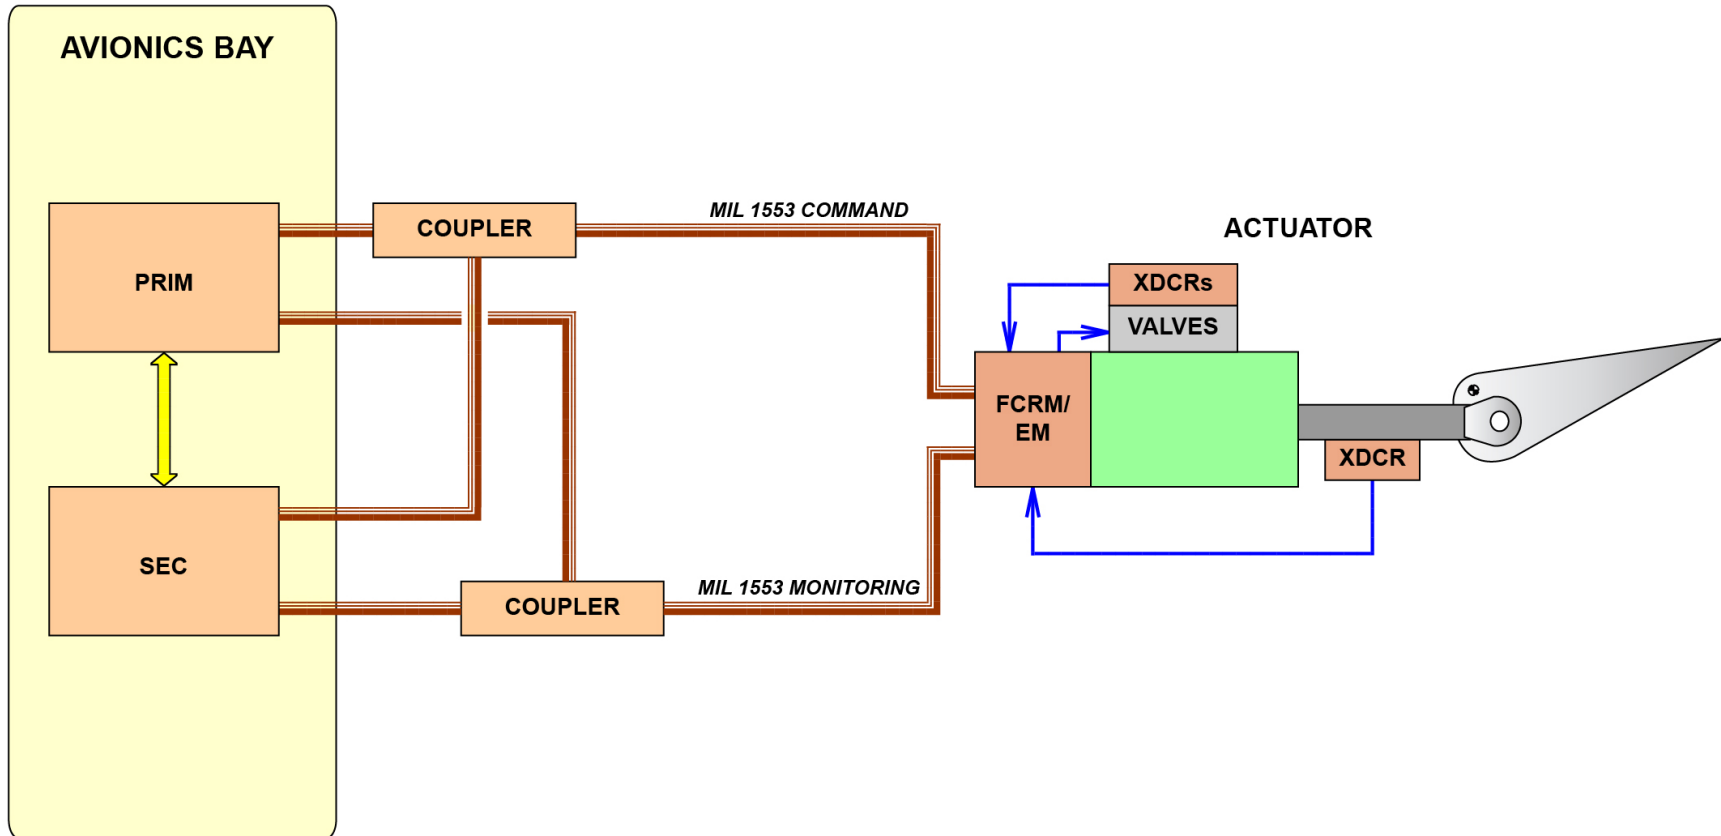 AVIONICS BAY
PRIM
SEC
COUPLER
COUPLER
MIL 1553 COMMAND
MIL 1553 MONITORING
ACTUATOR
XDCRs
VALVES
FCRM/
EM
XDCR